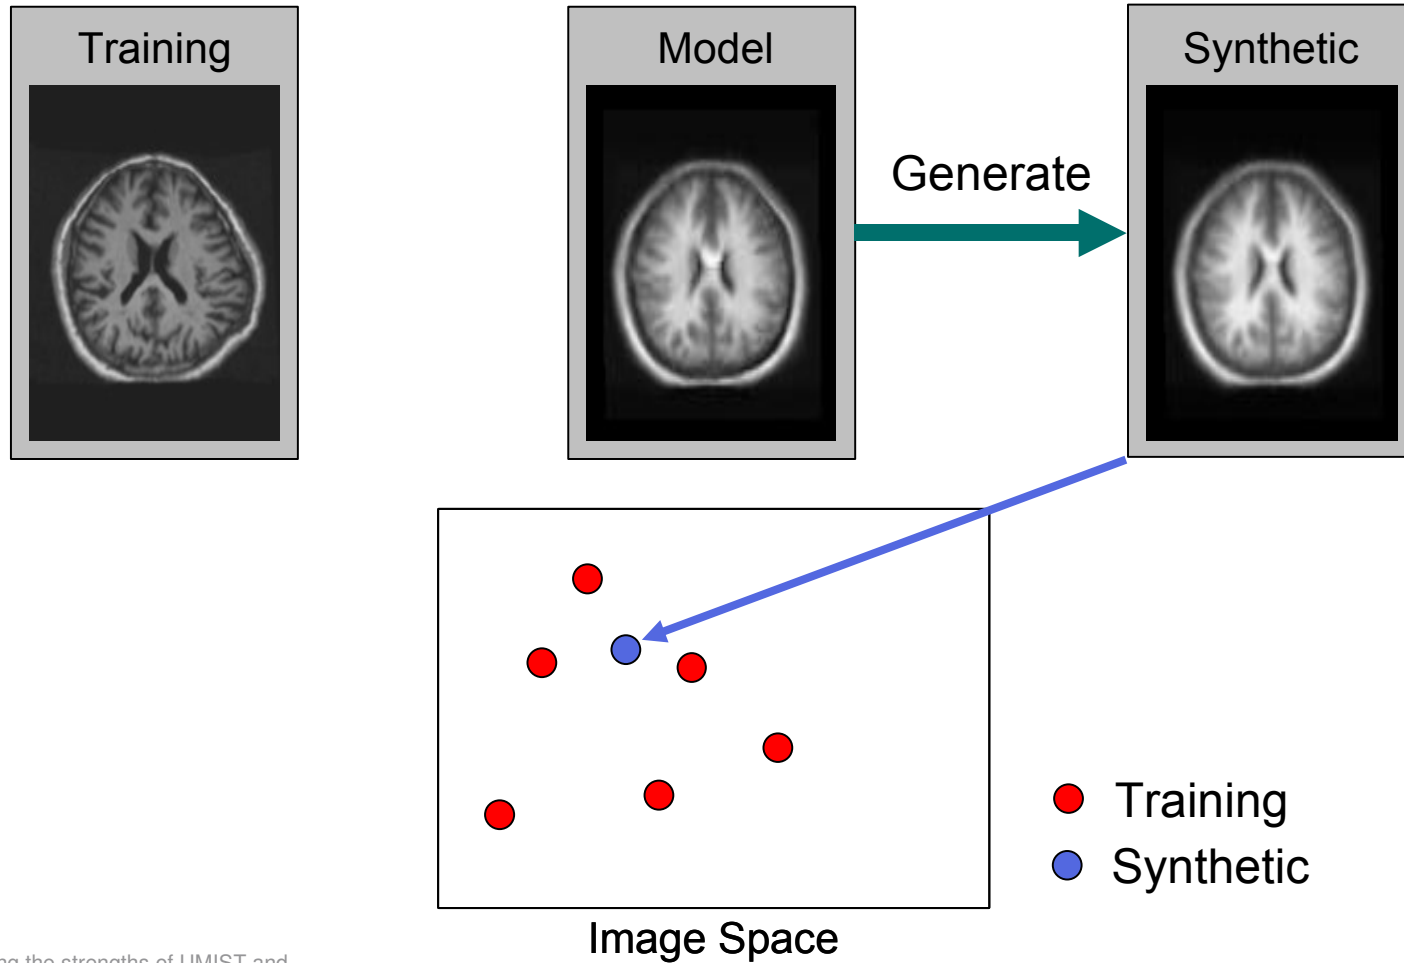 Training
Model
Synthetic
Generate
Training
Synthetic
Image Space
the strengths of UMIST and